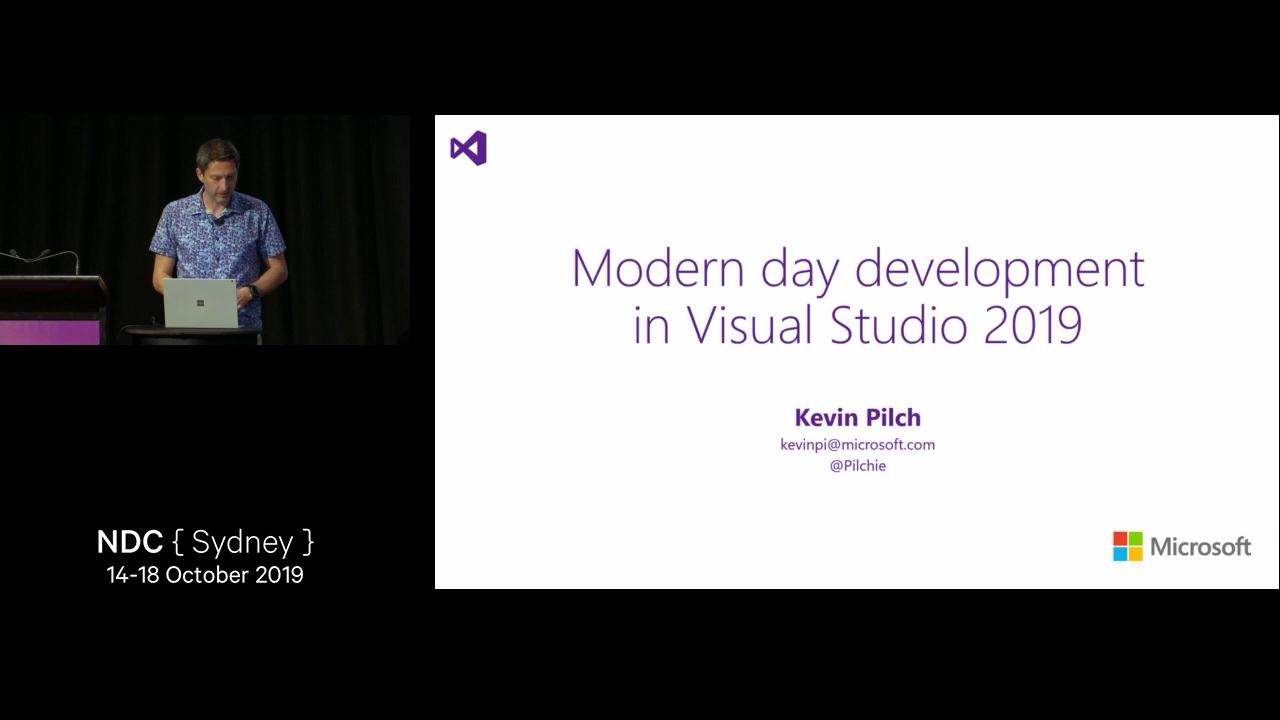 Modern day development
in Visual Studio 2019
Kevin Pilch
kevinpi@microsoft.com
@Pilchie
Microsoft
NDC { Sydney }
14-18 October 2019